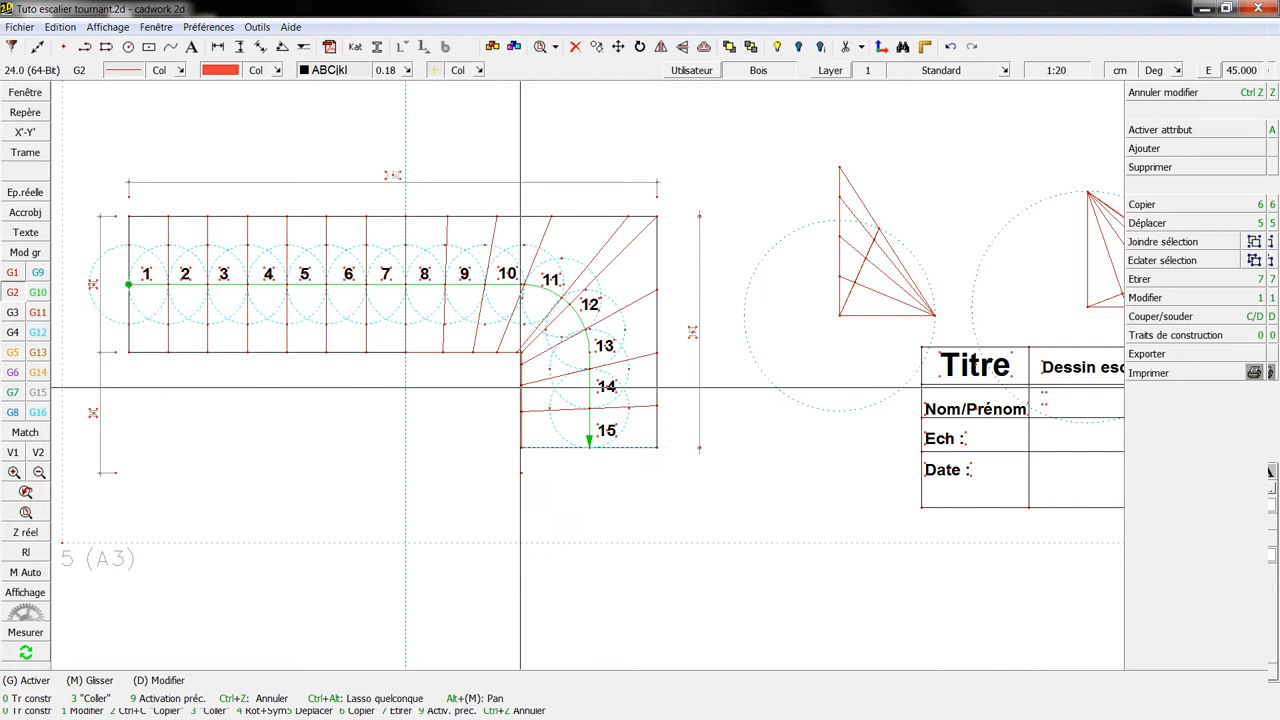 Tuto escalier tournant.2d - cadwork 2d
Fichier Edition Affichage Fenêtre Préférences Outils Aide
Kat
24.0 (64-Bit) G2 Col Col ABCjkl 0.18 Col Utilisateur Bois Layer 1 Standard 1:20 cm Deg E 45.000
Fenêtre
Repère
X'-Y'
Trame
Ep.réelle
Accrobj
Texte
Mod gr
G1 G9
G2 G10
G3 G11
G4 G12
G5 G13
G6 G14
G7 G15
G8 G16
Match
V1 V2
Z réel
RI
M Auto
Affichage
Mesurer
1 2 3 4 5 6 7 8 9 10 11
12
13
14
15
5 (A3)
Titre
Dessin esc
Nom/Prénom
Ech :
Date :
Annuler modifier Ctrl Z Z
Activer attribut A
Ajouter
Supprimer
Copier 6 6
Déplacer 5 5
Joindre sélection
Eclater sélection
Etirer 7 7
Modifier 1 1
Couper/souder C/D D
Traits de construction 0 0
Exporter
Imprimer
(G) Activer (M) Glisser (D) Modifier
0 Tr constr 3 "Coller" 9 Activation préc. Ctrl+Z: Annuler Ctrl+Alt: Lasso quelconque Alt+(M): Pan
0 Tr constr 1 Modifier 2 Ctrl+C "Copier" 3 "Coller" 4 Rot+Sym 5 Déplacer 6 Copier 7 Etirer 9 Activ. préc. Ctrl+Z Annuler